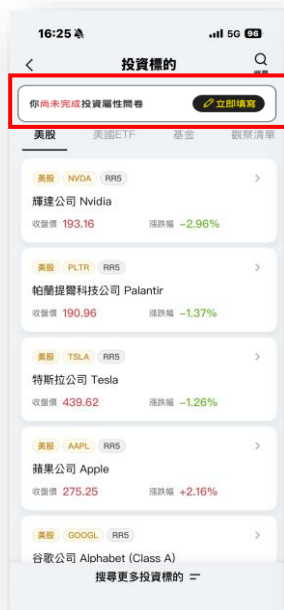 16:25 5G 96
投資標的
搜尋
你尚未完成投資屬性問卷 立即填寫
美股 美國ETF 基金 觀察清單
美股 NVDA RR5
輝達公司 Nvidia
收盤價 193.16 漲跌幅 –2.96%
美股 PLTR RR5
帕蘭提爾科技公司 Palantir
收盤價 190.96 漲跌幅 –1.37%
美股 TSLA RR5
特斯拉公司 Tesla
收盤價 439.62 漲跌幅 –1.26%
美股 AAPL RR5
蘋果公司 Apple
收盤價 275.25 漲跌幅 +2.16%
美股 GOOGL RR5
谷歌公司 Alphabet (Class A)
搜尋更多投資標的